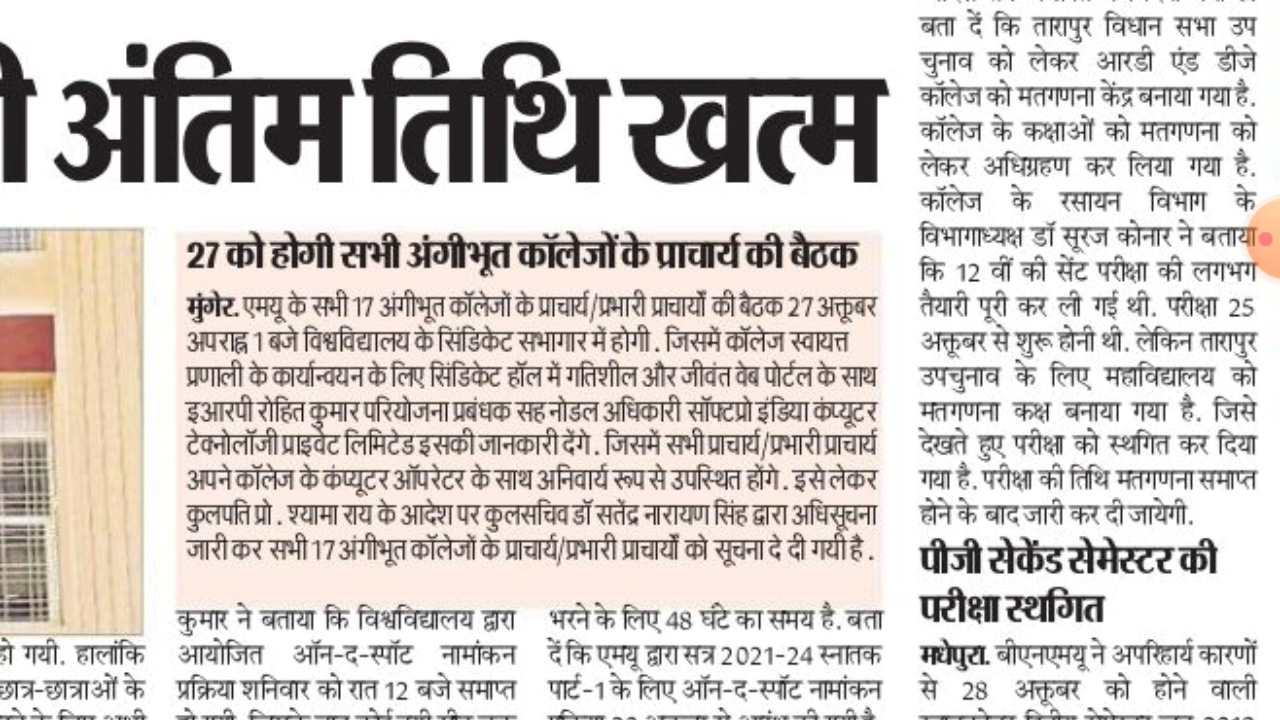 अंतिम तिथि खत्म
27 को होगी सभी अंगीभूत कॉलेजों के प्राचार्य की बैठक
मुंगेर. एमयू के सभी 17 अंगीभूत कॉलेजों के प्राचार्य/प्रभारी प्राचार्यों की बैठक 27 अक्तूबर
अपराह्न 1 बजे विश्वविद्यालय के सिंडिकेट सभागार में होगी . जिसमें कॉलेज स्वायत्त
प्रणाली के कार्यान्वयन के लिए सिंडिकेट हॉल में गतिशील और जीवंत वेब पोर्टल के साथ
इआरपी रोहित कुमार परियोजना प्रबंधक सह नोडल अधिकारी सॉफ्टप्रो इंडिया कंप्यूटर
टेक्नोलॉजी प्राइवेट लिमिटेड इसकी जानकारी देंगे . जिसमें सभी प्राचार्य/प्रभारी प्राचार्य
अपने कॉलेज के कंप्यूटर ऑपरेटर के साथ अनिवार्य रूप से उपस्थित होंगे . इसे लेकर
कुलपति प्रो . श्यामा राय के आदेश पर कुलसचिव डॉ सतेंद्र नारायण सिंह द्वारा अधिसूचना
जारी कर सभी 17 अंगीभूत कॉलेजों के प्राचार्य/प्रभारी प्राचार्यों को सूचना दे दी गयी है .
हो गयी. हालांकि
छात्र-छात्राओं के
कुमार ने बताया कि विश्वविद्यालय द्वारा
आयोजित ऑन-द-स्पॉट नामांकन
प्रक्रिया शनिवार को रात 12 बजे समाप्त
भरने के लिए 48 घंटे का समय है. बता
दें कि एमयू द्वारा सत्र 2021-24 स्नातक
पार्ट-1 के लिए ऑन-द-स्पॉट नामांकन
बता दें कि तारापुर विधान सभा उप
चुनाव को लेकर आरडी एंड डीजे
कॉलेज को मतगणना केंद्र बनाया गया है.
कॉलेज के कक्षाओं को मतगणना को
लेकर अधिग्रहण कर लिया गया है.
कॉलेज के रसायन विभाग के
विभागाध्यक्ष डॉ सूरज कोनार ने बताया
कि 12 वीं की सेंट परीक्षा की लगभग
तैयारी पूरी कर ली गई थी. परीक्षा 25
अक्तूबर से शुरू होनी थी. लेकिन तारापुर
उपचुनाव के लिए महाविद्यालय को
मतगणना कक्ष बनाया गया है. जिसे
देखते हुए परीक्षा को स्थगित कर दिया
गया है. परीक्षा की तिथि मतगणना समाप्त
होने के बाद जारी कर दी जायेगी.
पीजी सेकेंड सेमेस्टर की
परीक्षा स्थगित
मधेपुरा. बीएनएमयू ने अपरिहार्य कारणों
से 28 अक्तूबर को होने वाली